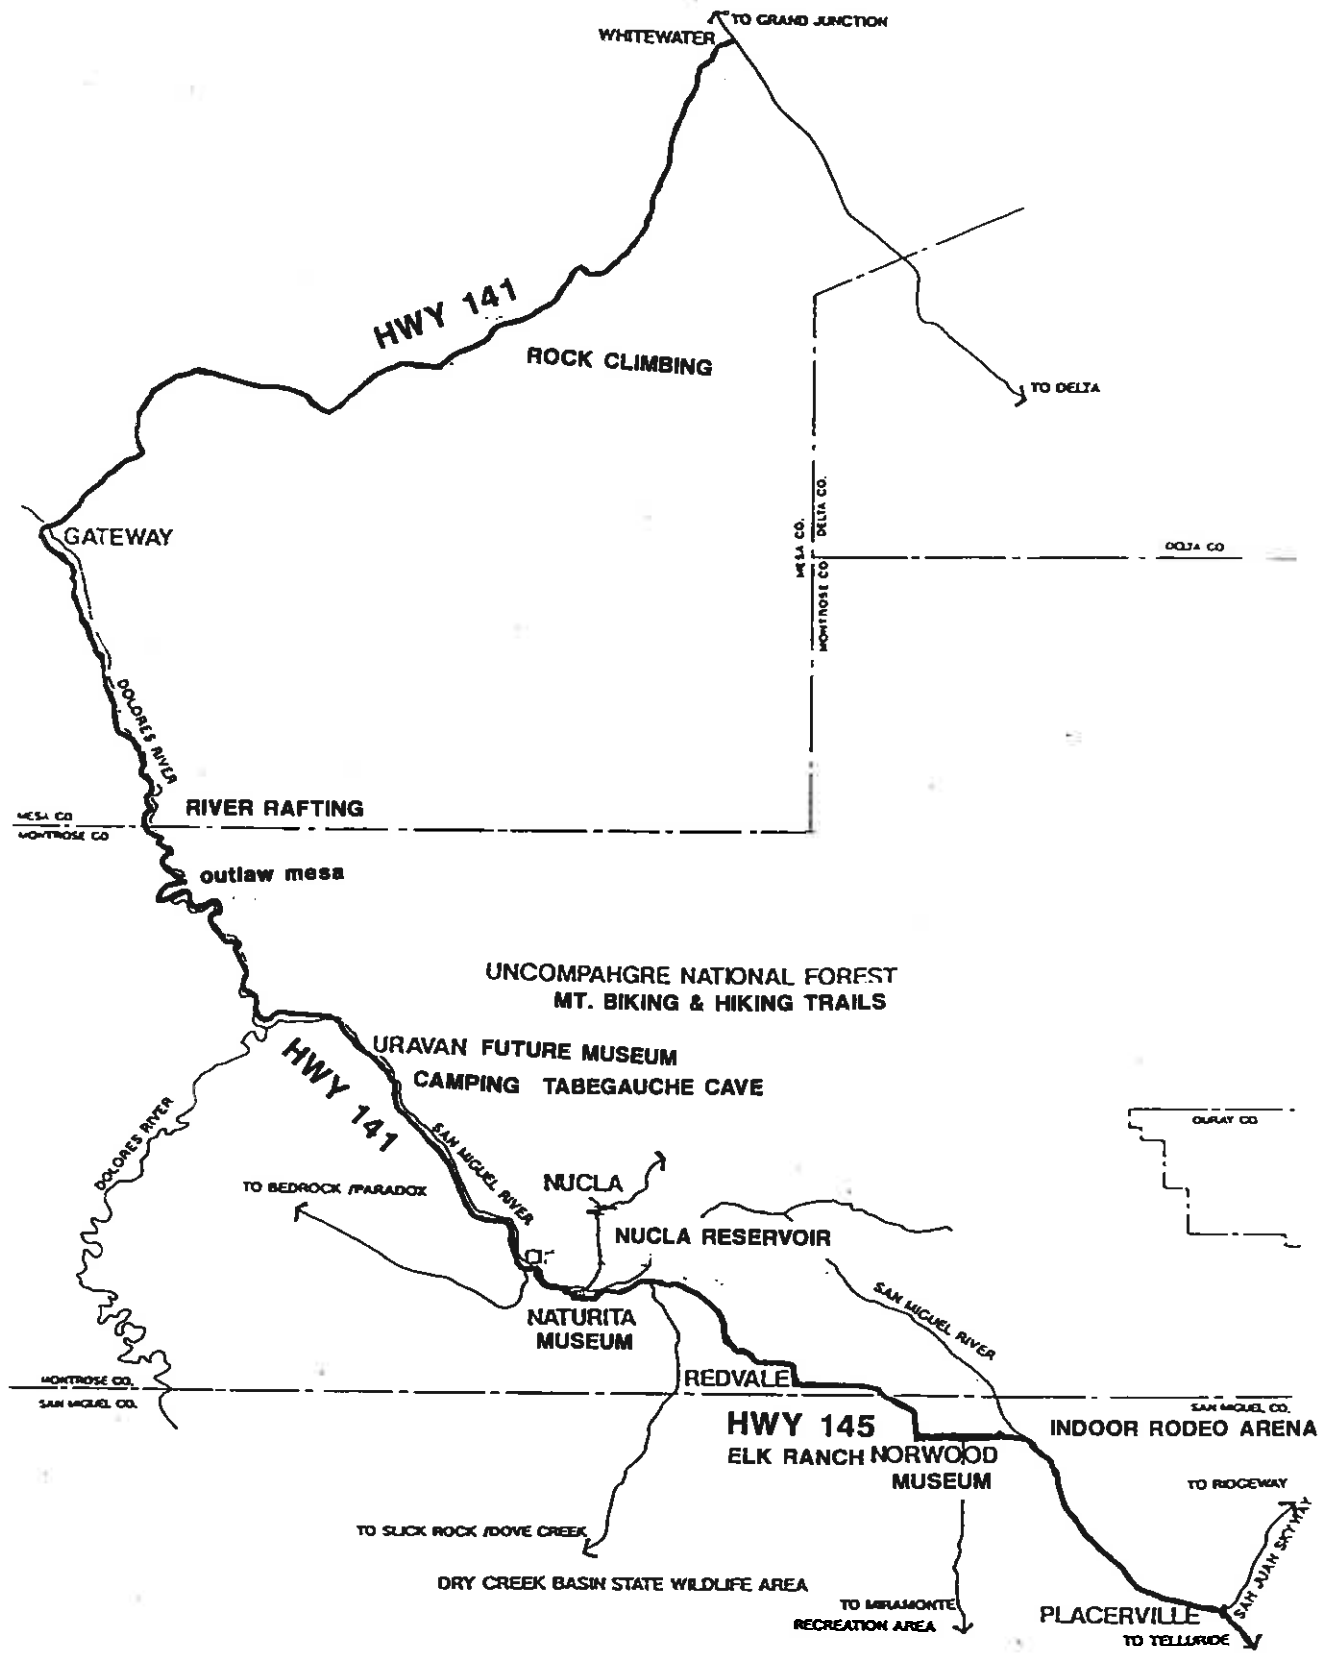 TO GRAND JUNCTION
WHITEWATER
HWY 141
ROCK CLIMBING
TO DELTA
GATEWAY
MESA CO.
DELTA CO.
MONTROSE CO
DELTA CO
DOLORES RIVER
RIVER RAFTING
MESA CO
MONTROSE CO
outlaw mesa
UNCOMPAHGRE NATIONAL FOREST
MT. BIKING & HIKING TRAILS
URAVAN FUTURE MUSEUM
HWY 141
CAMPING TABEGAUCHE CAVE
DOLORES RIVER
SAN MIGUEL RIVER
OURAY CO
TO BEDROCK /PARADOX
NUCLA
NUCLA RESERVOIR
SAN MIGUEL RIVER
NATURITA
MUSEUM
REDVALE
MONTROSE CO.
SAN MIGUEL CO.
SAN MIGUEL CO.
HWY 145
INDOOR RODEO ARENA
ELK RANCH NORWOOD
MUSEUM
TO RIDGEWAY
SAN JUAN SKYWAY
TO SLICK ROCK /DOVE CREEK
DRY CREEK BASIN STATE WILDLIFE AREA
TO MIRAMONTE
RECREATION AREA
PLACERVILLE
TO TELLURIDE